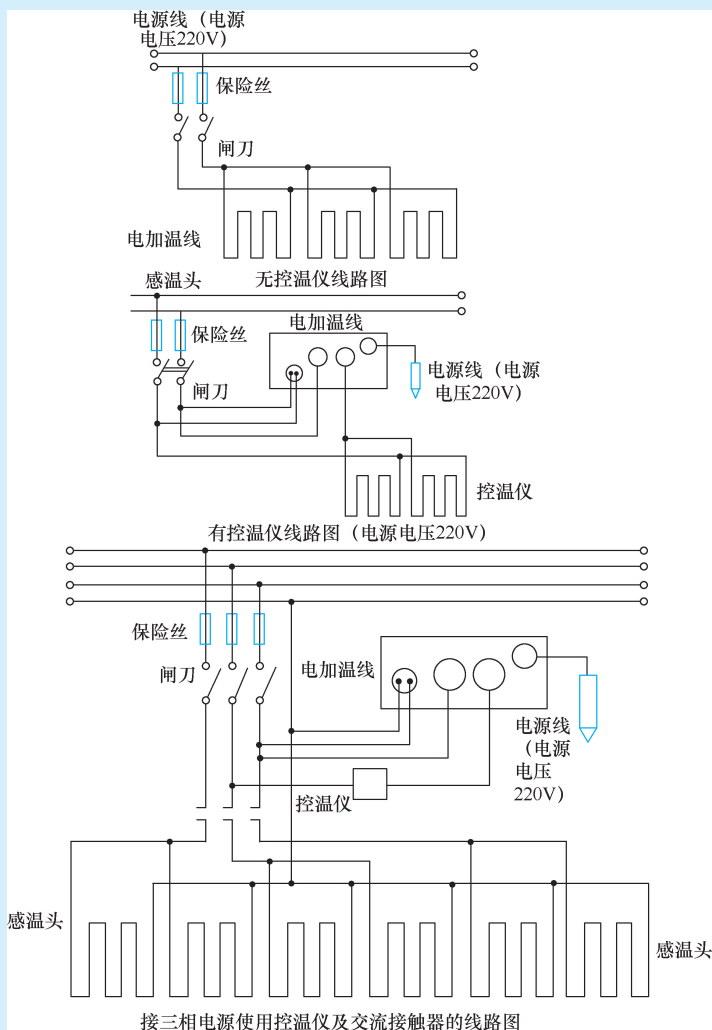 电源线（电源
电压220V）
保险丝
闸刀
电加温线
无控温仪线路图
感温头
电加温线
保险丝
电源线（电源
电压220V）
闸刀
控温仪
有控温仪线路图（电源电压220V）
保险丝
闸刀
电加温线
电源线
（电源
电压
220V）
控温仪
感温头
感温头
接三相电源使用控温仪及交流接触器的线路图